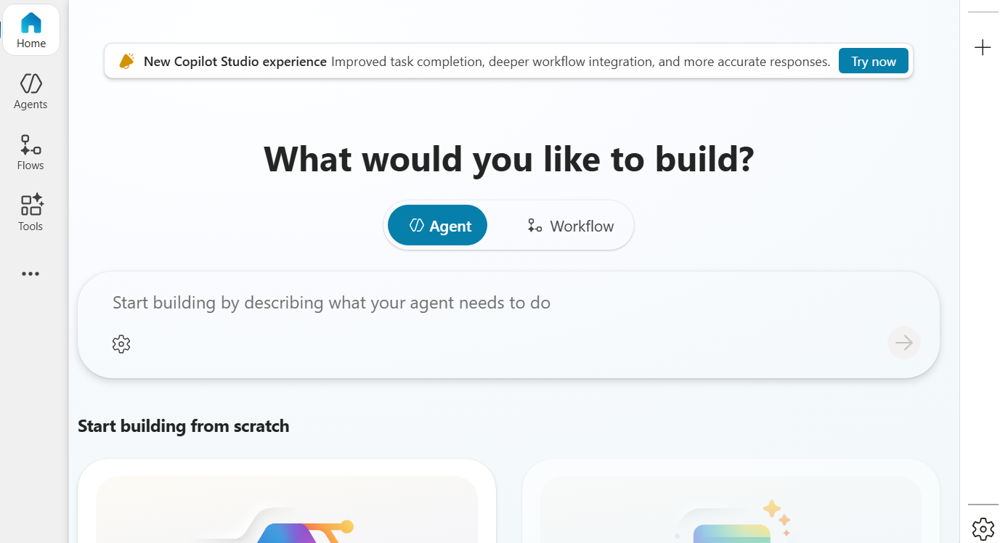 Home
Agents
Flows
Tools
New Copilot Studio experience Improved task completion, deeper workflow integration, and more accurate responses. Try now
What would you like to build?
Agent Workflow
Start building by describing what your agent needs to do
Start building from scratch